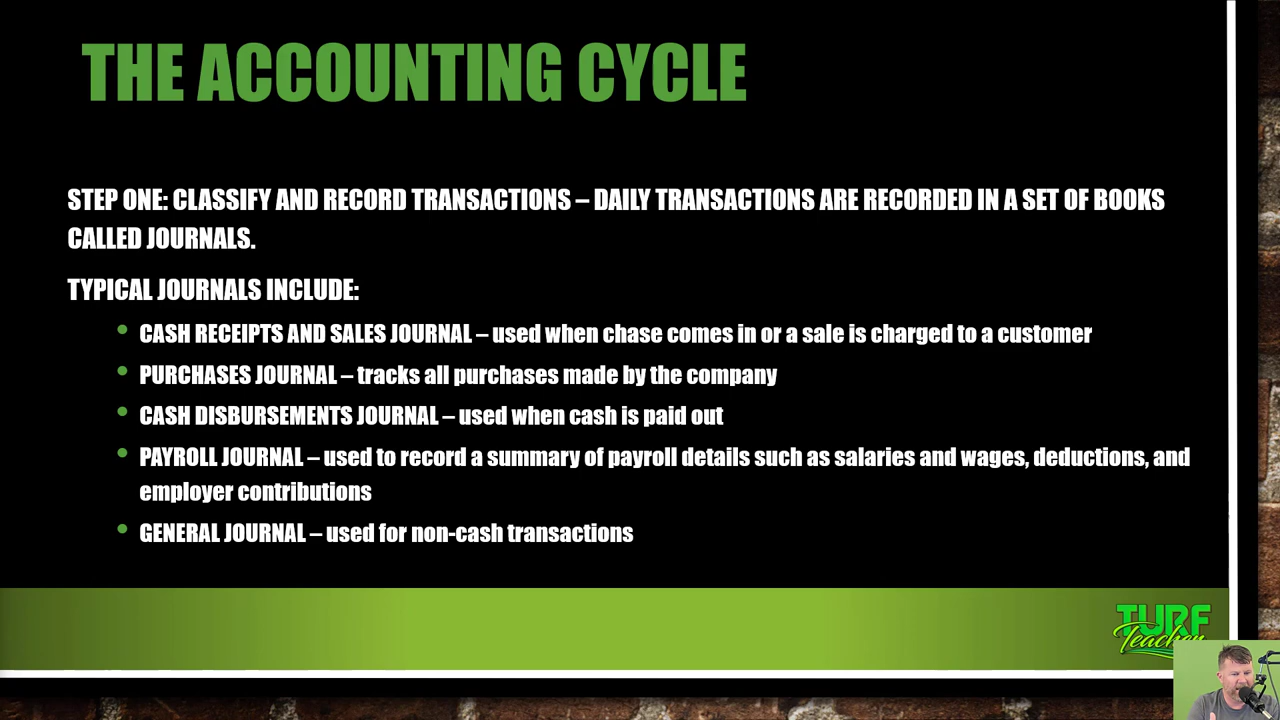 THE ACCOUNTING CYCLE
STEP ONE: CLASSIFY AND RECORD TRANSACTIONS – DAILY TRANSACTIONS ARE RECORDED IN A SET OF BOOKS
CALLED JOURNALS.
TYPICAL JOURNALS INCLUDE:
• CASH RECEIPTS AND SALES JOURNAL – used when chase comes in or a sale is charged to a customer
• PURCHASES JOURNAL – tracks all purchases made by the company
• CASH DISBURSEMENTS JOURNAL – used when cash is paid out
• PAYROLL JOURNAL – used to record a summary of payroll details such as salaries and wages, deductions, and
employer contributions
• GENERAL JOURNAL – used for non-cash transactions
TURF
Teacher